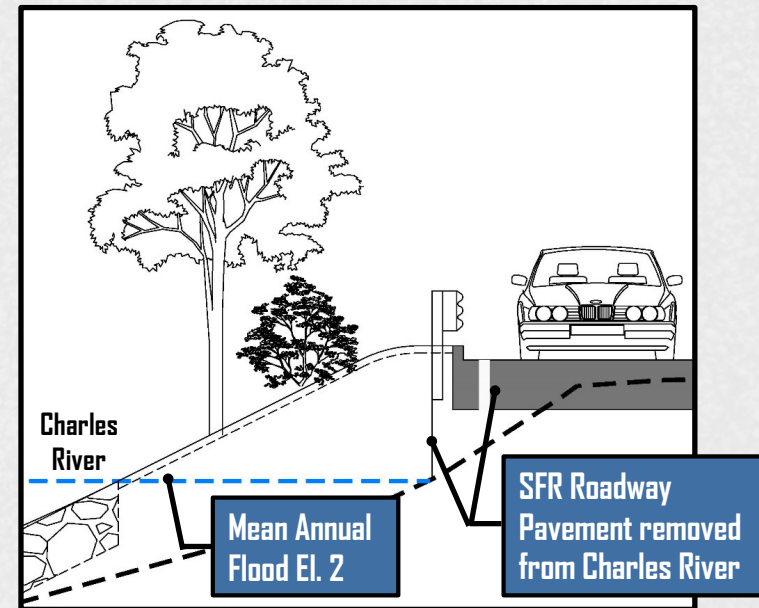 Charles
River
Mean Annual
Flood El. 2
SFR Roadway
Pavement removed
from Charles River